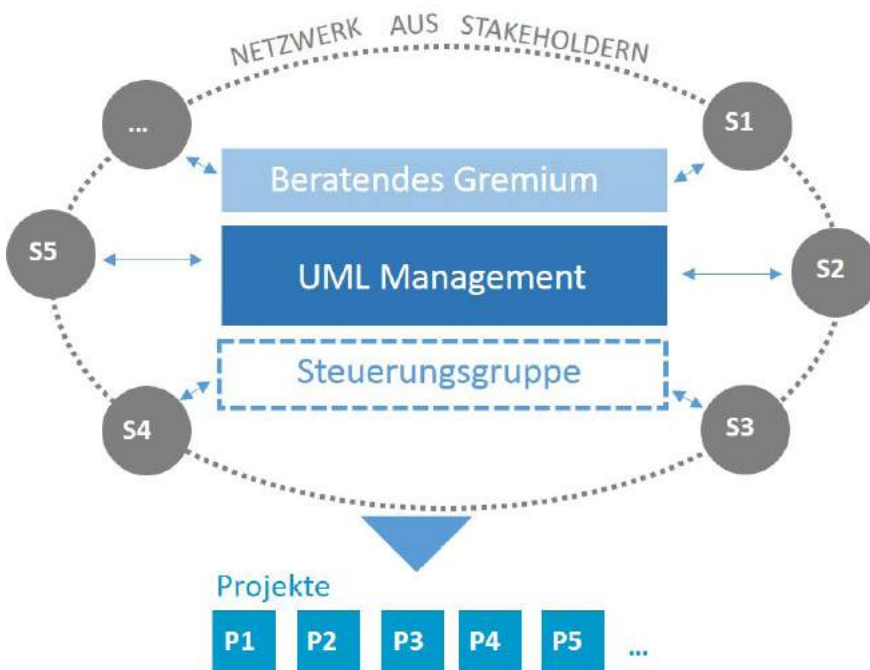 NETZWERK AUS STAKEHOLDERN
...
S1
Beratendes Gremium
S5
UML Management
S2
Steuerungsgruppe
S4
S3
Projekte
P1 P2 P3 P4 P5 ...